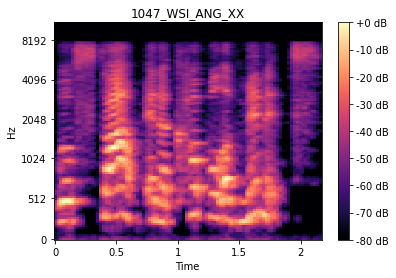 1047_WSI_ANG_XX
+0 dB
8192
-10 dB
4096
-20 dB
-30 dB
2048
Hz
-40 dB
1024
-50 dB
512
-60 dB
-70 dB
0
-80 dB
0 0.5 1 1.5 2
Time